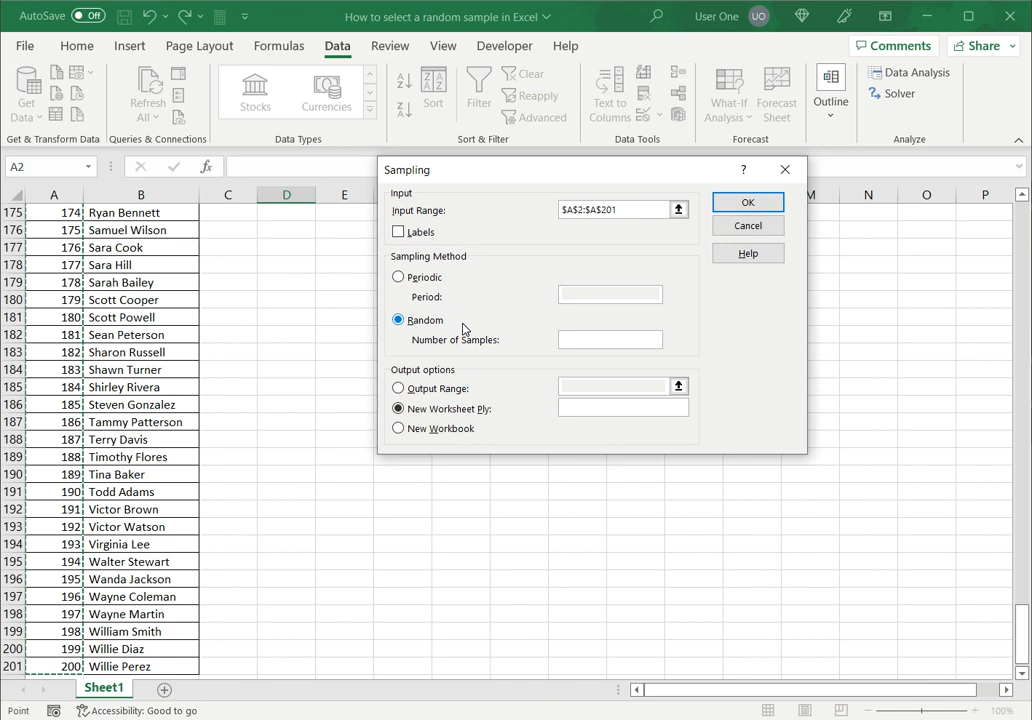 AutoSave Off How to select a random sample in Excel User One UO
File Home Insert Page Layout Formulas Data Review View Developer Help Comments Share
Get Data Refresh All Stocks Currencies Sort Filter Clear Reapply Advanced Text to Columns What-If Analysis Forecast Sheet Outline Data Analysis Solver
Get & Transform Data Queries & Connections Data Types Sort & Filter Data Tools Forecast Analyze
A2 fx
A B C D E M N O P
175 174 Ryan Bennett
176 175 Samuel Wilson
177 176 Sara Cook
178 177 Sara Hill
179 178 Sarah Bailey
180 179 Scott Cooper
181 180 Scott Powell
182 181 Sean Peterson
183 182 Sharon Russell
184 183 Shawn Turner
185 184 Shirley Rivera
186 185 Steven Gonzalez
187 186 Tammy Patterson
188 187 Terry Davis
189 188 Timothy Flores
190 189 Tina Baker
191 190 Todd Adams
192 191 Victor Brown
193 192 Victor Watson
194 193 Virginia Lee
195 194 Walter Stewart
196 195 Wanda Jackson
197 196 Wayne Coleman
198 197 Wayne Martin
199 198 William Smith
200 199 Willie Diaz
201 200 Willie Perez
Sampling ?
Input
Input Range: $A$2:$A$201
Labels
Sampling Method
Periodic
Period:
Random
Number of Samples:
Output options
Output Range:
New Worksheet Ply:
New Workbook
OK
Cancel
Help
Sheet1
Point Accessibility: Good to go 100%